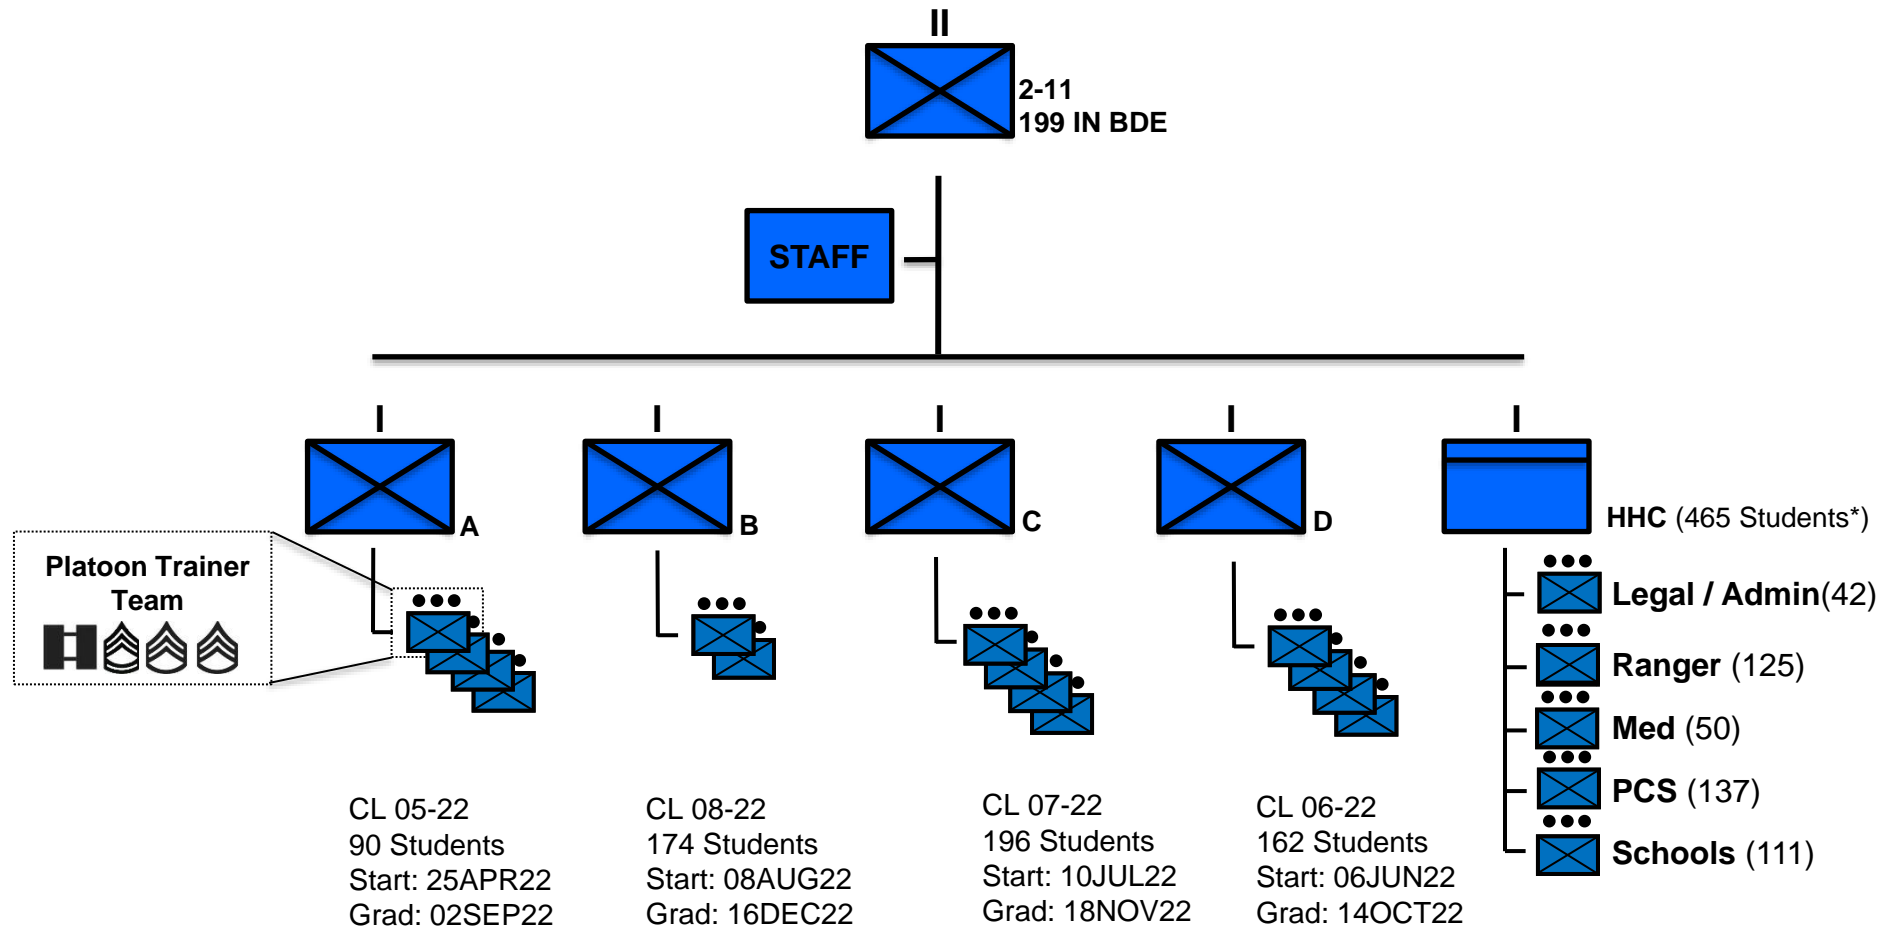 II
2-11
199 IN BDE
STAFF
I
I
I
I
I
A
B
C
D
HHC (465 Students*)
Platoon Trainer
Team
Legal / Admin(42)
Ranger (125)
Med (50)
PCS (137)
Schools (111)
CL 05-22
90 Students
Start: 25APR22
Grad: 02SEP22
CL 08-22
174 Students
Start: 08AUG22
Grad: 16DEC22
CL 07-22
196 Students
Start: 10JUL22
Grad: 18NOV22
CL 06-22
162 Students
Start: 06JUN22
Grad: 14OCT22